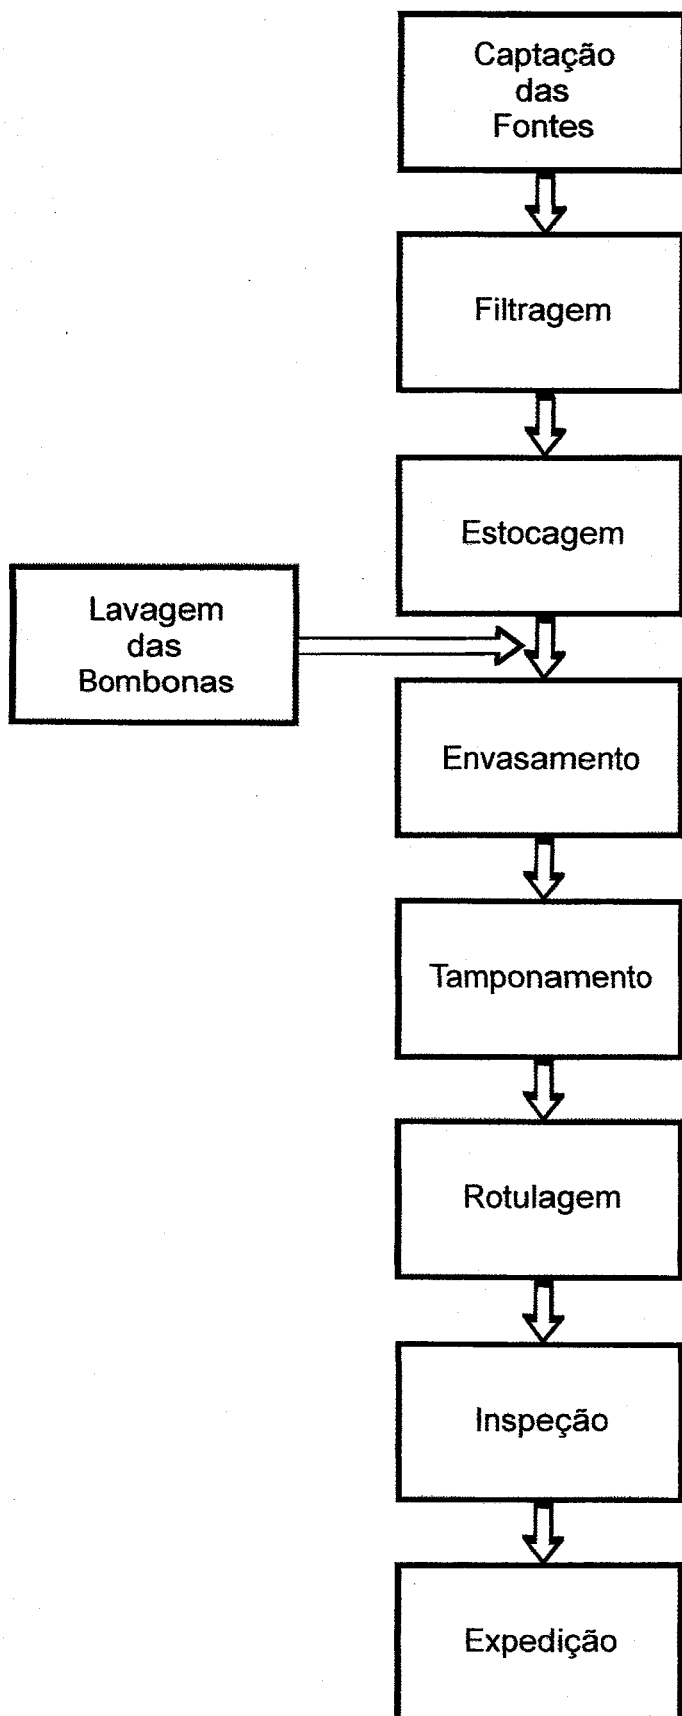 Captação
das
Fontes
Filtragem
Estocagem
Lavagem
das
Bombonas
Envasamento
Tamponamento
Rotulagem
Inspeção
Expedição